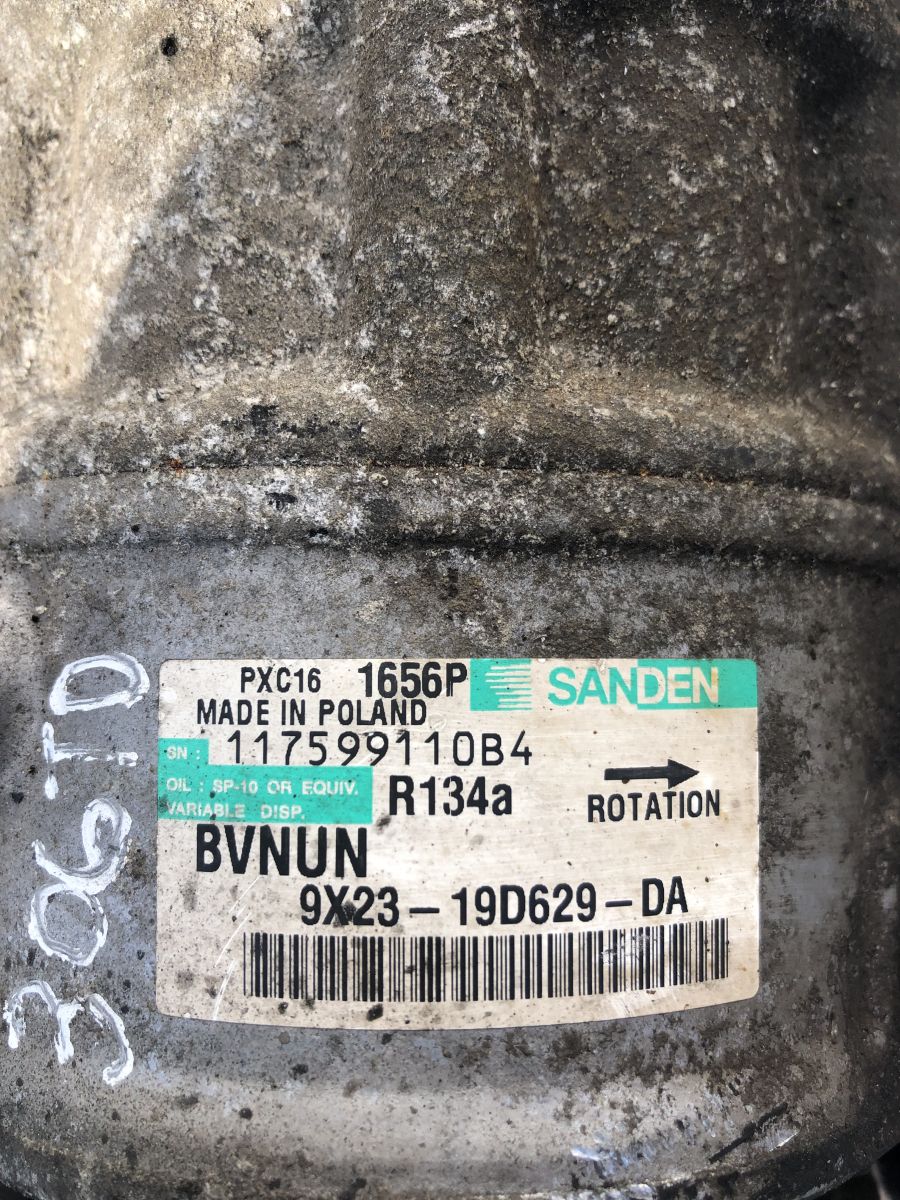 PXC16 1656P SANDEN
MADE IN POLAND
SN : 117599110B4
OIL : SP-10 OR EQUIV. R134a
VARIABLE DISP.
ROTATION
BVNUN
9X23-19D629-DA
306TD